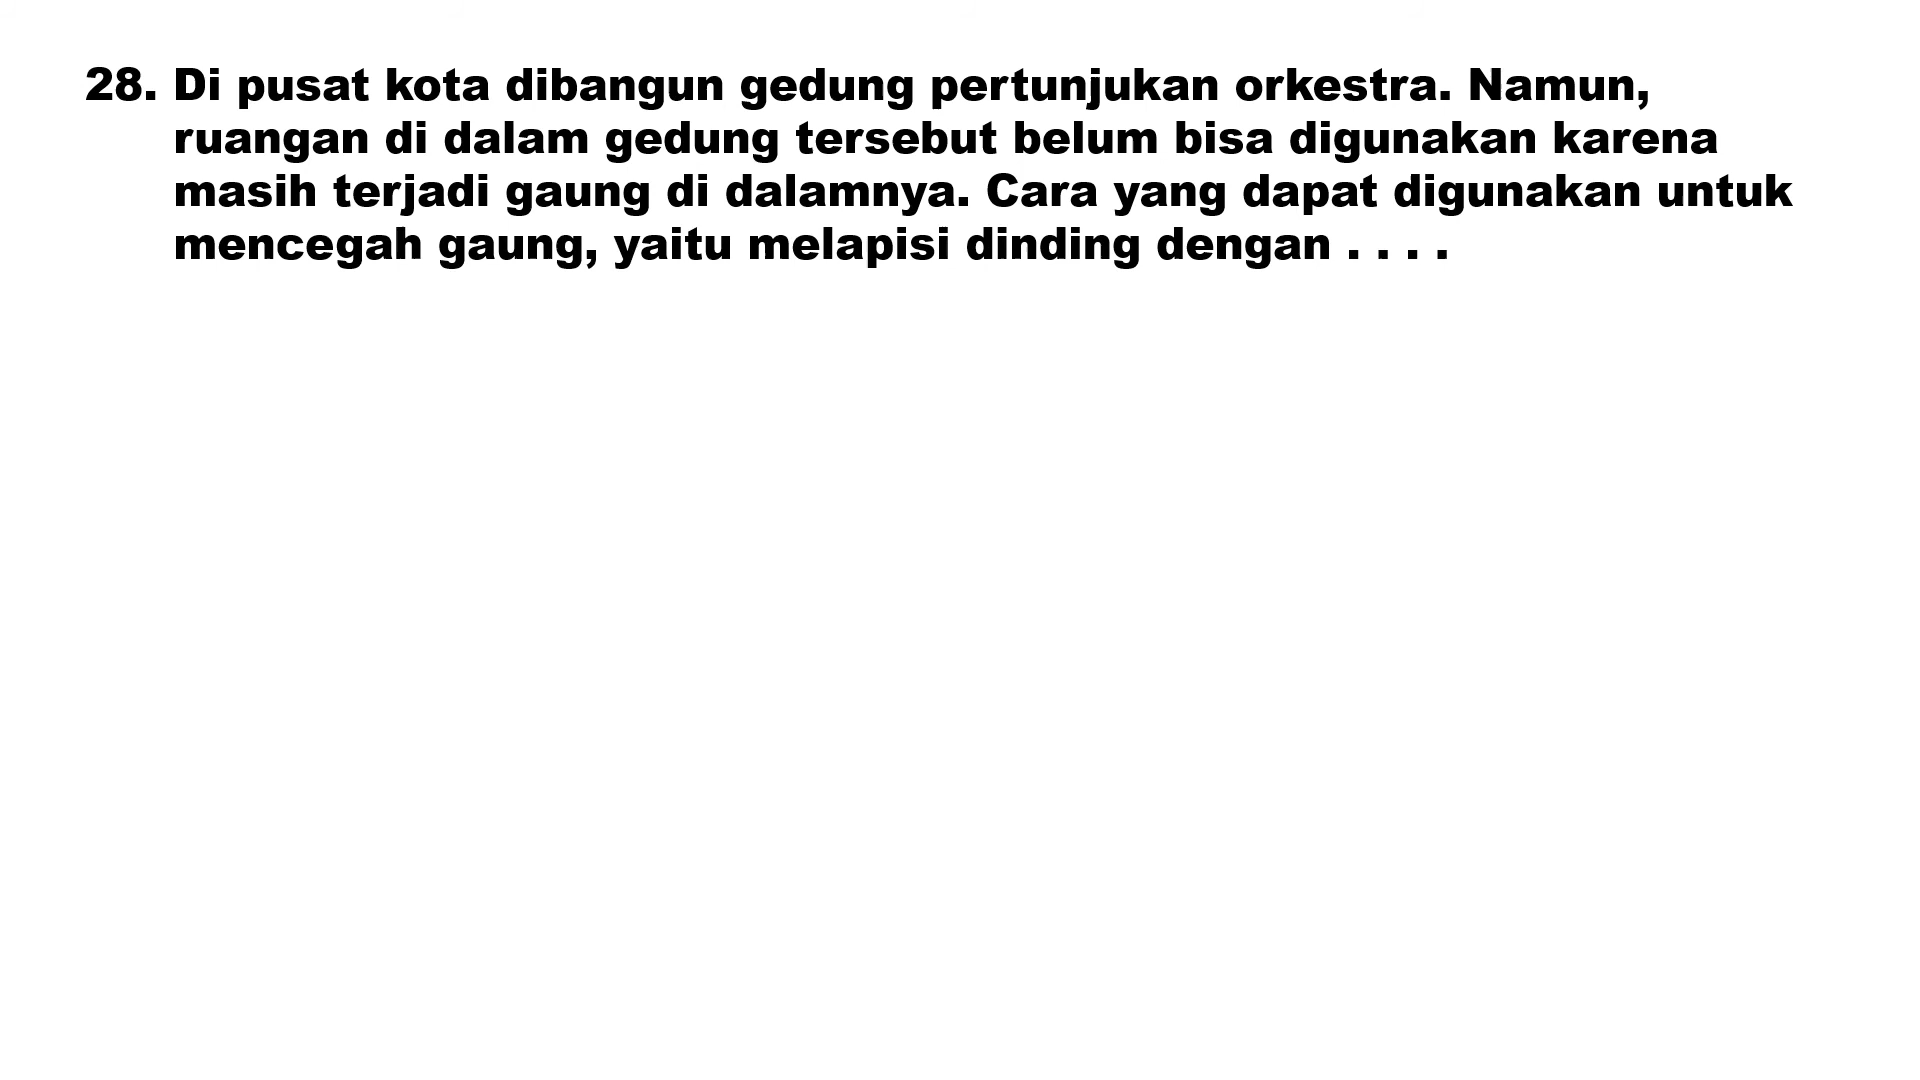 28. Di pusat kota dibangun gedung pertunjukan orkestra. Namun,
ruangan di dalam gedung tersebut belum bisa digunakan karena
masih terjadi gaung di dalamnya. Cara yang dapat digunakan untuk
mencegah gaung, yaitu melapisi dinding dengan . . . .